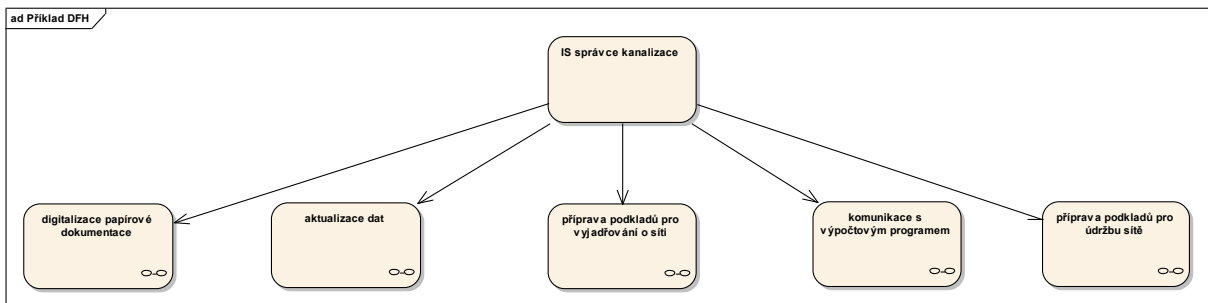 ad Příklad DFH
IS správce kanalizace
digitalizace papírové
dokumentace
aktualizace dat
příprava podkladů pro
vyjadřování o síti
komunikace s
výpočtovým programem
příprava podkladů pro
údržbu sítě